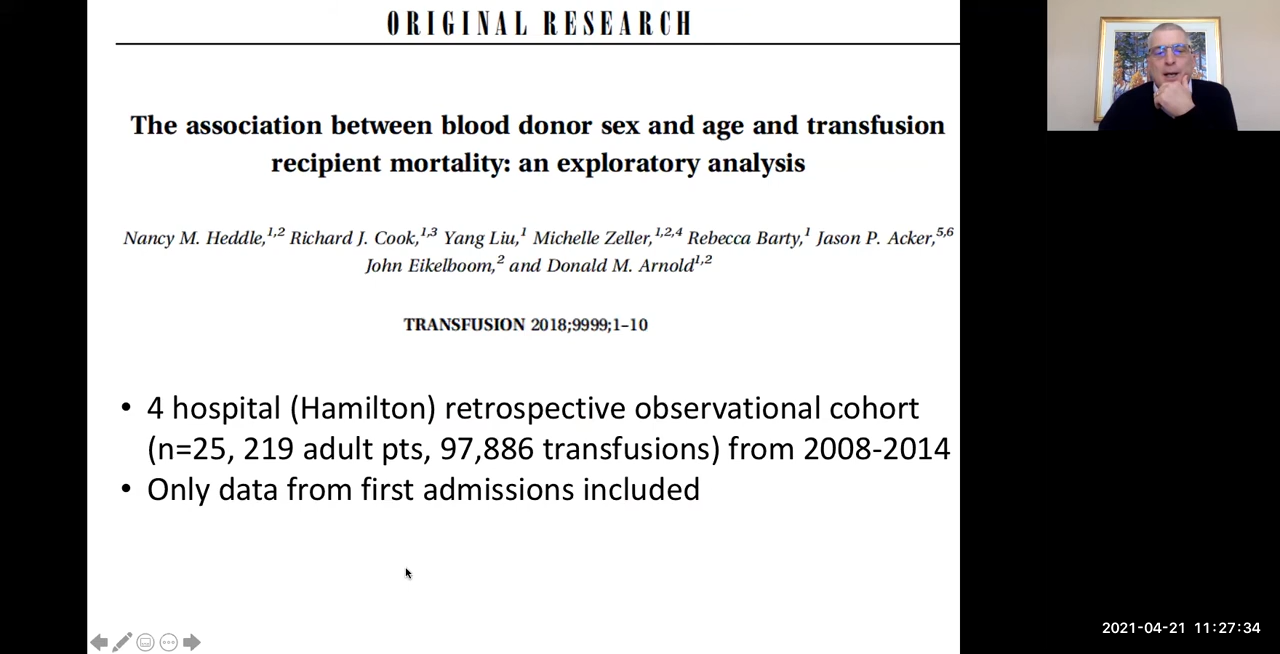 ORIGINAL RESEARCH
The association between blood donor sex and age and transfusion
recipient mortality: an exploratory analysis
Nancy M. Heddle,1,2 Richard J. Cook,1,3 Yang Liu,1 Michelle Zeller,1,2,4 Rebecca Barty,1 Jason P. Acker,5,6
John Eikelboom,2 and Donald M. Arnold1,2
TRANSFUSION 2018;9999;1–10
• 4 hospital (Hamilton) retrospective observational cohort
(n=25, 219 adult pts, 97,886 transfusions) from 2008-2014
• Only data from first admissions included
2021-04-21 11:27:34